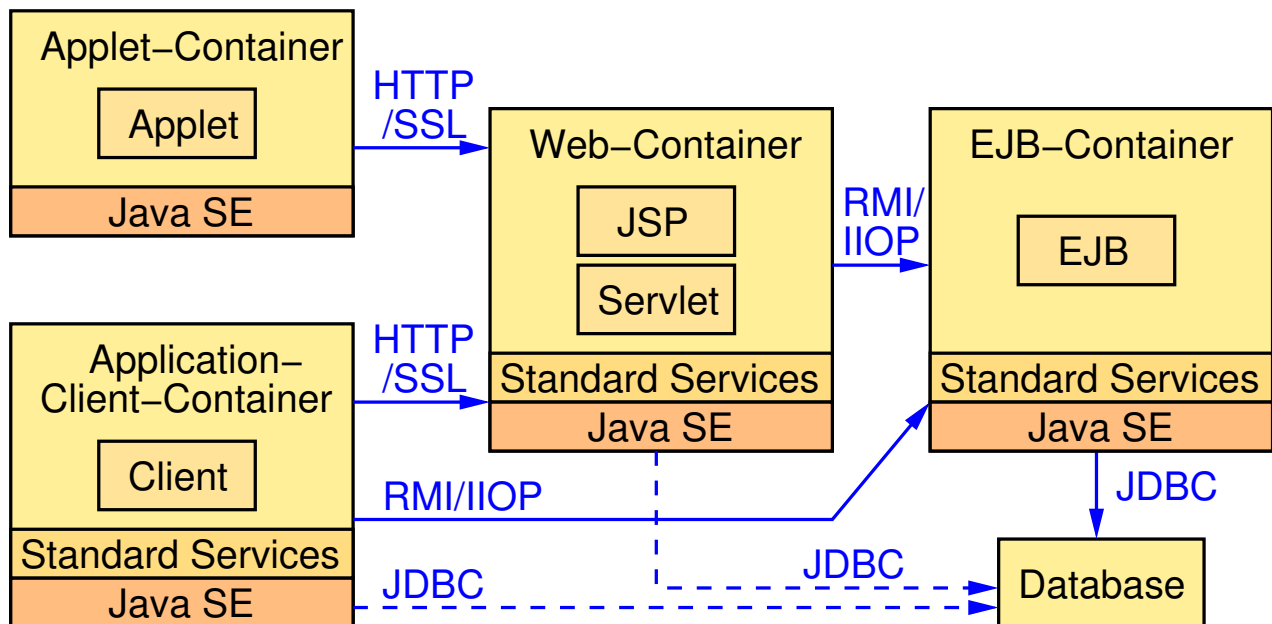 Applet–Container
Applet
Java SE
HTTP
/SSL
Application–
Client–Container
Client
Standard Services
Java SE
HTTP
/SSL
RMI/IIOP
JDBC
Web–Container
JSP
Servlet
Standard Services
Java SE
JDBC
RMI/
IIOP
EJB–Container
EJB
Standard Services
Java SE
JDBC
Database